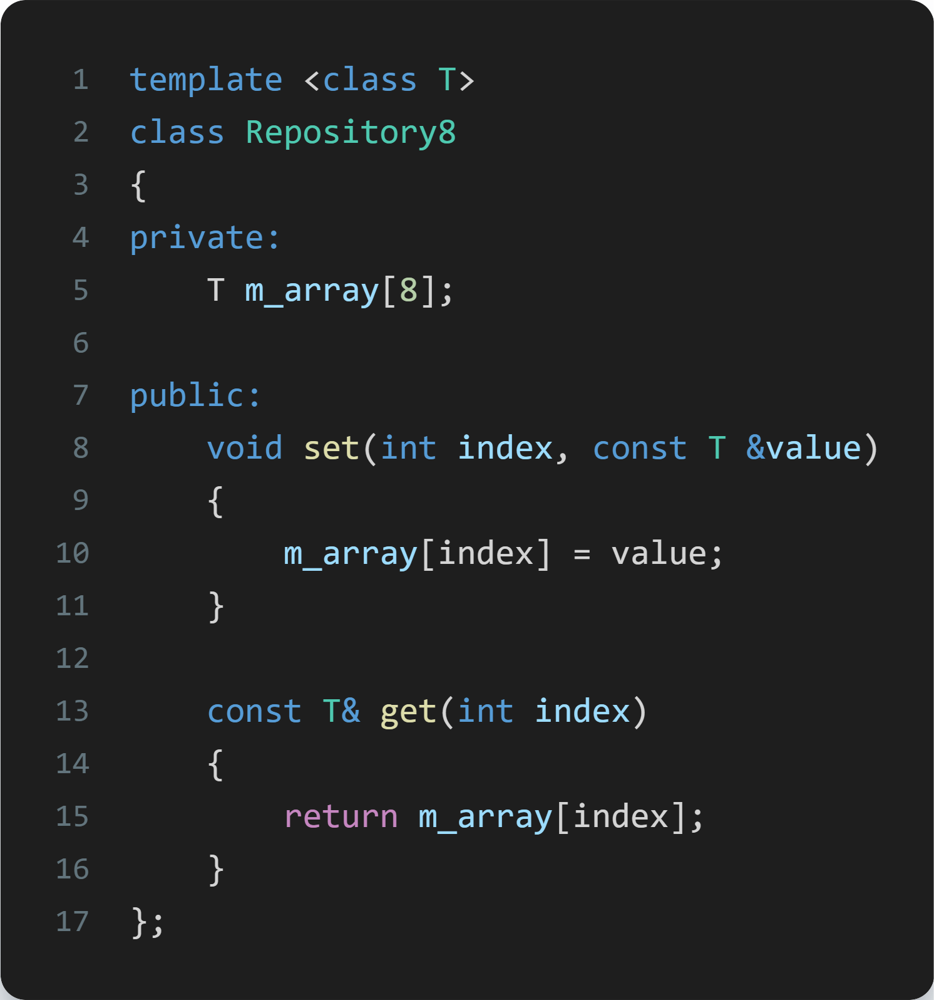 1 template <class T>
2 class Repository8
3 {
4 private:
5     T m_array[8];
6
7 public:
8     void set(int index, const T &value)
9     {
10         m_array[index] = value;
11     }
12
13     const T& get(int index)
14     {
15         return m_array[index];
16     }
17 };